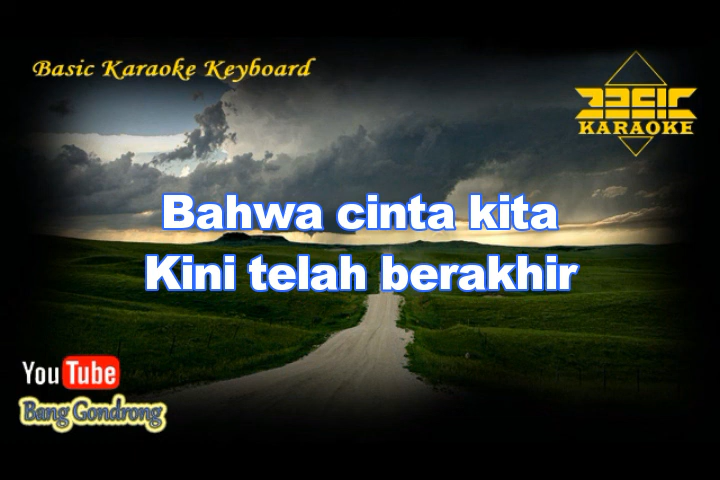 Basic Karaoke Keyboard
BASIC
KARAOKE
Bahwa cinta kita
Kini telah berakhir
YouTube
Bang Gondrong